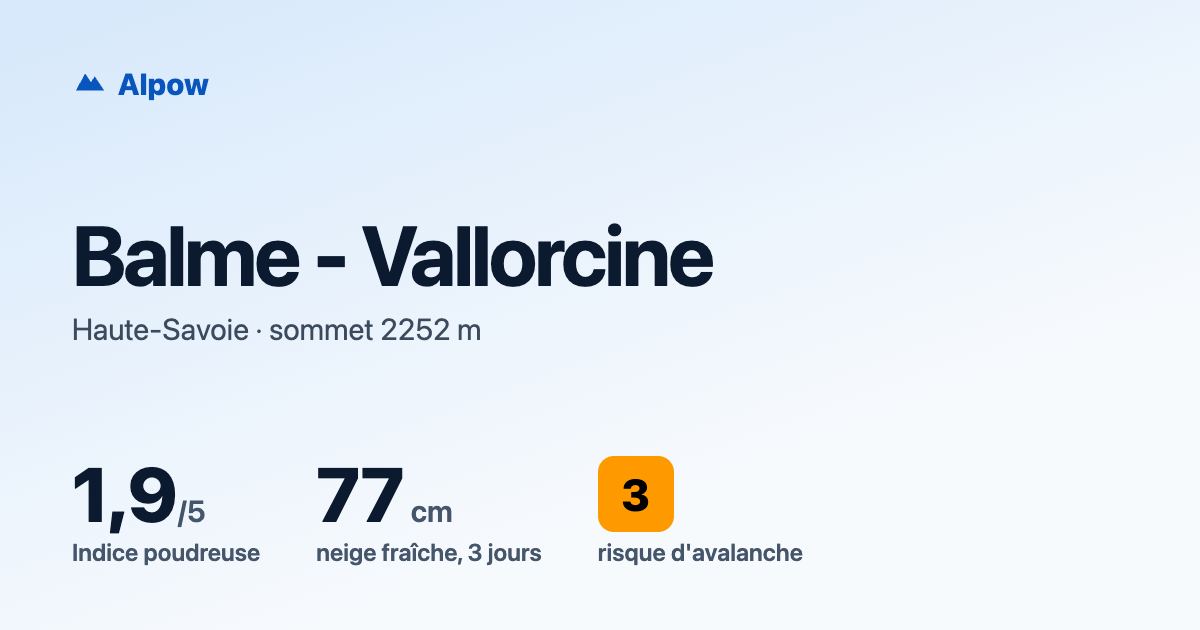 Alpow
Balme - Vallorcine
Haute-Savoie · sommet 2252 m
1,9/5 77 cm 3
Indice poudreuse neige fraîche, 3 jours risque d'avalanche